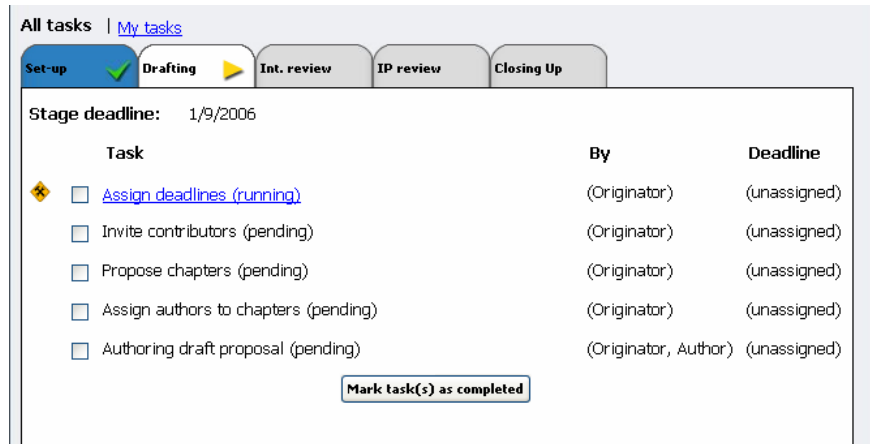 All tasks | My tasks
Set-up Drafting Int. review IP review Closing Up
Stage deadline: 1/9/2006
Task By Deadline
Assign deadlines (running) (Originator) (unassigned)
Invite contributors (pending) (Originator) (unassigned)
Propose chapters (pending) (Originator) (unassigned)
Assign authors to chapters (pending) (Originator) (unassigned)
Authoring draft proposal (pending) (Originator, Author) (unassigned)
Mark task(s) as completed